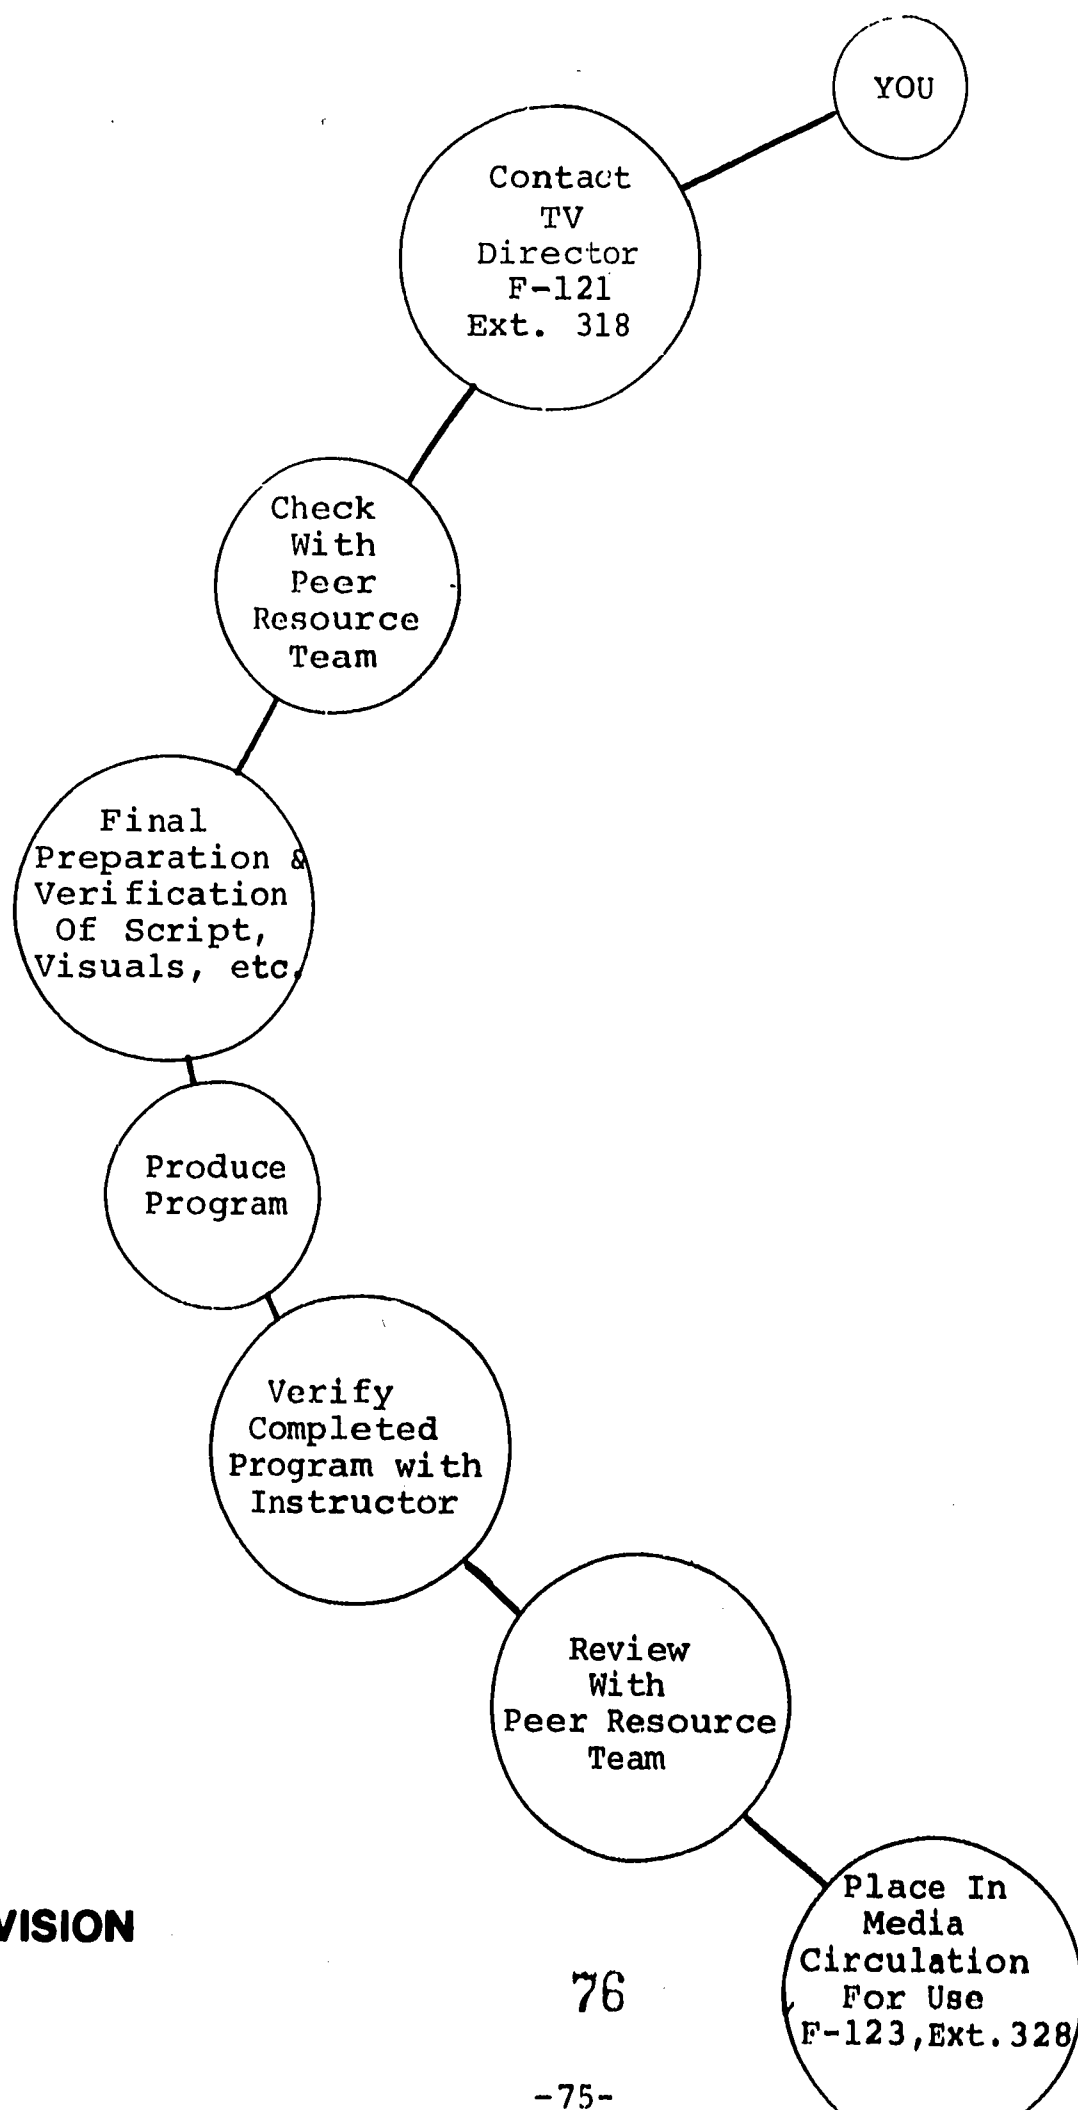 YOU
Contact
TV
Director
F-121
Ext. 318
Check
With
Peer
Resource
Team
Final
Preparation &
Verification
Of Script,
Visuals, etc.
Produce
Program
Verify
Completed
Program with
Instructor
Review
With
Peer Resource
Team
Place In
Media
Circulation
For Use
F-123,Ext.328
VISION
76
-75-